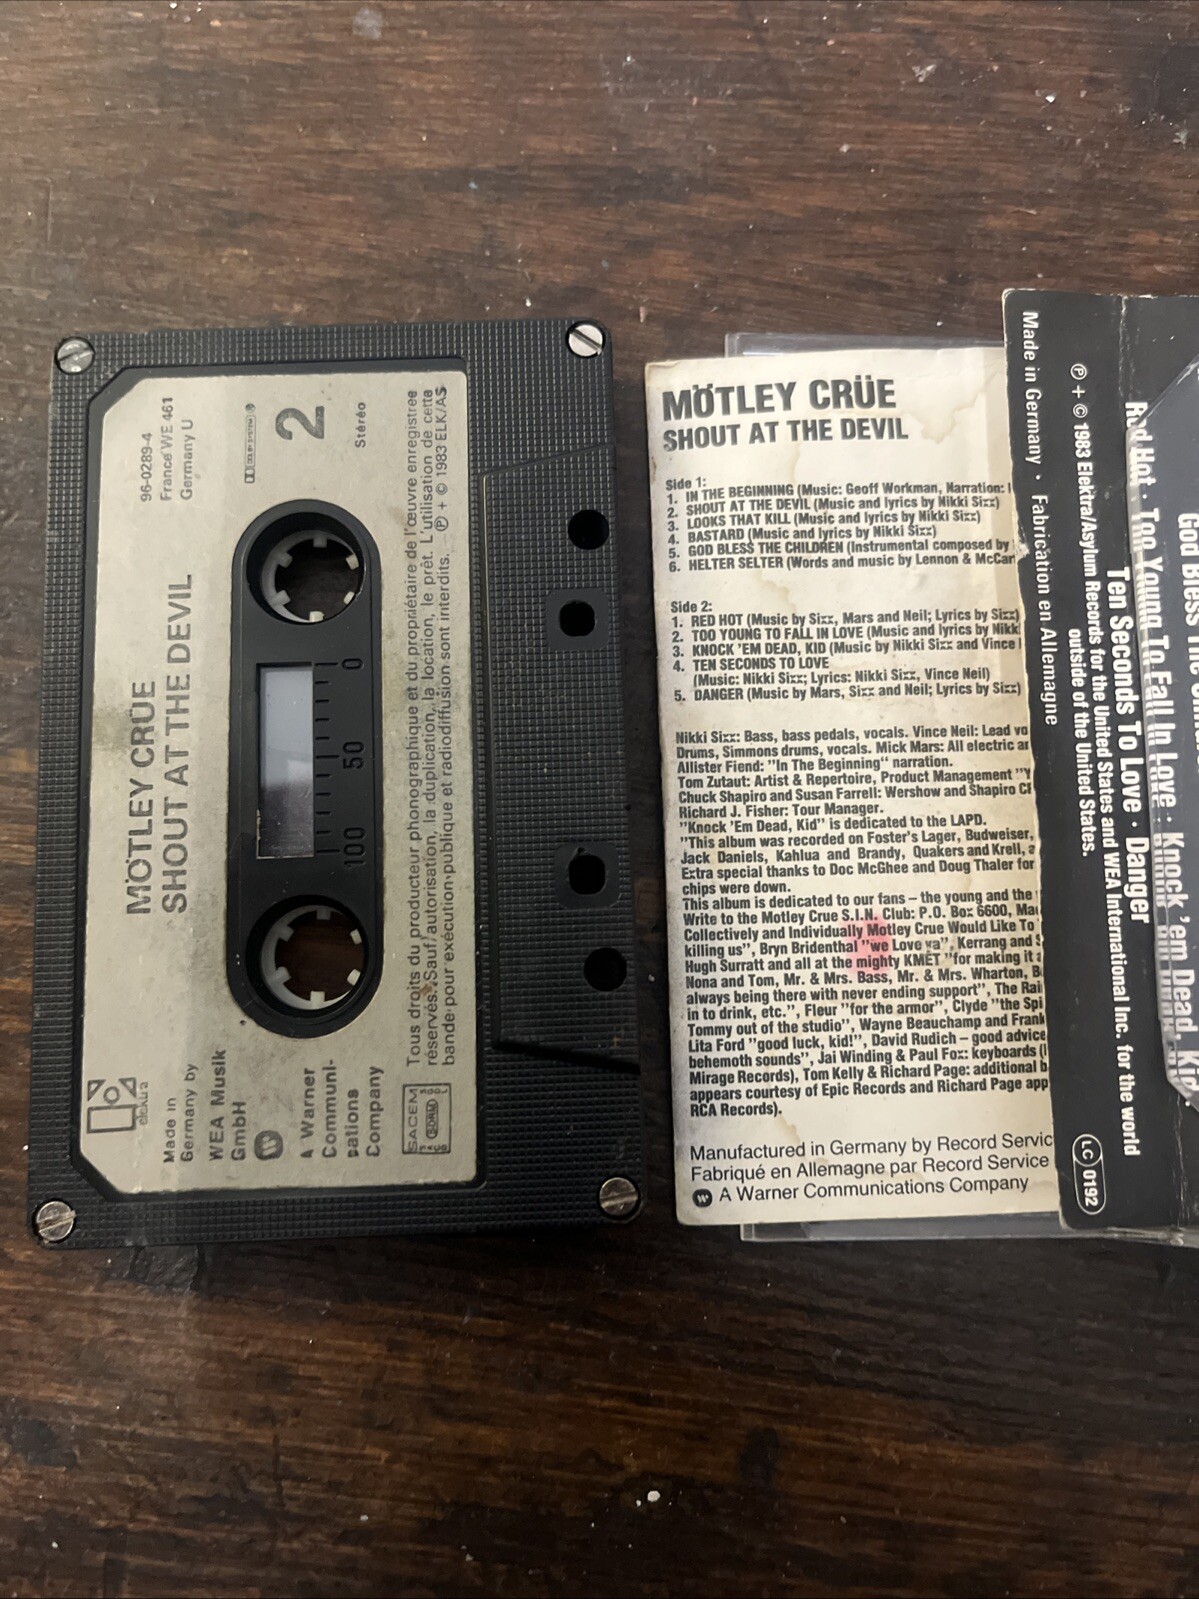 MÖTLEY CRÜE
SHOUT AT THE DEVIL
96-0289-4
France WE 461
Germany U
2
Stéréo
elektra
Made in
Germany by
WEA Musik
GmbH
A Warner
Communi-
cations
Company
0
50
100
Tous droits du producteur phonographique et du propriétaire de l'œuvre enregistrée
réservés. Sauf autorisation, la duplication, la location, le prêt. L'utilisation de cette
bande pour exécution publique et radiodiffusion sont interdits. ℗ + © 1983 ELK/AS
SACEM
MÖTLEY CRÜE
SHOUT AT THE DEVIL
Side 1:
1. IN THE BEGINNING (Music: Geoff Workman, Narration:
2. SHOUT AT THE DEVIL (Music and lyrics by Nikki Sixx)
3. LOOKS THAT KILL (Music and lyrics by Nikki Sixx)
4. BASTARD (Music and lyrics by Nikki Sixx)
5. GOD BLESS THE CHILDREN (Instrumental composed by
6. HELTER SELTER (Words and music by Lennon & McCar
Side 2:
1. RED HOT (Music by Sixx, Mars and Neil; Lyrics by Sixx)
2. TOO YOUNG TO FALL IN LOVE (Music and lyrics by Nikk
3. KNOCK 'EM DEAD, KID (Music by Nikki Sixx and Vince
4. TEN SECONDS TO LOVE
(Music: Nikki Sixx; Lyrics: Nikki Sixx, Vince Neil)
5. DANGER (Music by Mars, Sixx and Neil; Lyrics by Sixx)
Nikki Sixx: Bass, bass pedals, vocals. Vince Neil: Lead vo
Drums, Simmons drums, vocals. Mick Mars: All electric ar
Allister Fiend: "In The Beginning" narration.
Tom Zutaut: Artist & Repertoire, Product Management "Y
Chuck Shapiro and Susan Farrell: Wershow and Shapiro
Richard J. Fisher: Tour Manager.
"Knock 'Em Dead, Kid" is dedicated to the LAPD.
"This album was recorded on Foster's Lager, Budweiser,
Jack Daniels, Kahlua and Brandy, Quakers and Krell, a
Extra special thanks to Doc McGhee and Doug Thaler for
chips were down.
This album is dedicated to our fans – the young and the
Write to the Motley Crue S.I.N. Club: P.O. Box 6600, Ma
Collectively and Individually Motley Crue Would Like To
killing us", Bryn Bridenthal "we Love ya", Kerrang and S
Hugh Surratt and all at the mighty KMET "for making it a
Nona and Tom, Mr. & Mrs. Bass, Mr. & Mrs. Wharton, B
always being there with never ending support", The Rai
in to drink, etc.", Fleur "for the armor", Clyde "the Spi
Tommy out of the studio", Wayne Beauchamp and Frank
Lita Ford "good luck, kid!", David Rudich – good advice
behemoth sounds", Jai Winding & Paul Fox: keyboards (
Mirage Records), Tom Kelly & Richard Page: additional b
appears courtesy of Epic Records and Richard Page app
RCA Records).
Manufactured in Germany by Record Servic
Fabriqué en Allemagne par Record Service
A Warner Communications Company
Made in Germany · Fabrication en Allemagne
℗ + © 1983 Elektra/Asylum Records for the United States and WEA International Inc. for the world
outside of the United States.
LC 0192
Red Hot · Too Young To Fall In Love · Knock 'em Dead, Kid
Ten Seconds To Love · Danger
God Bless The